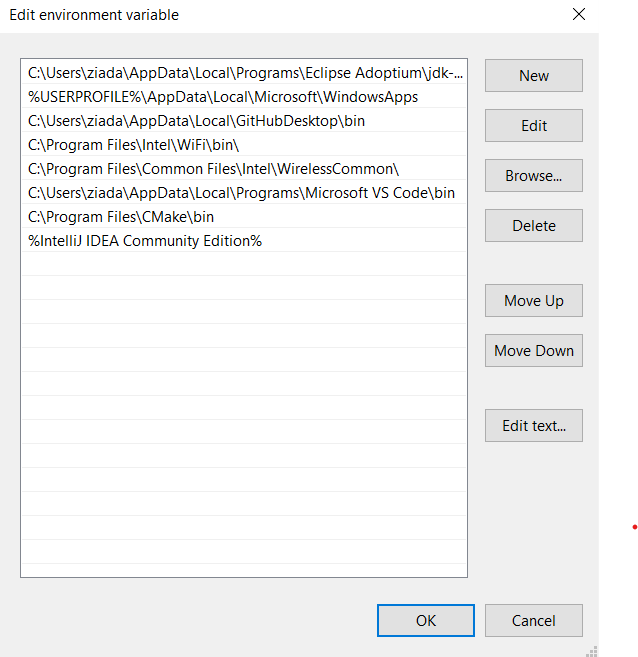 Edit environment variable
C:\Users\ziada\AppData\Local\Programs\Eclipse Adoptium\jdk-...
%USERPROFILE%\AppData\Local\Microsoft\WindowsApps
C:\Users\ziada\AppData\Local\GitHubDesktop\bin
C:\Program Files\Intel\WiFi\bin\
C:\Program Files\Common Files\Intel\WirelessCommon\
C:\Users\ziada\AppData\Local\Programs\Microsoft VS Code\bin
C:\Program Files\CMake\bin
%IntelliJ IDEA Community Edition%
New
Edit
Browse...
Delete
Move Up
Move Down
Edit text...
OK
Cancel